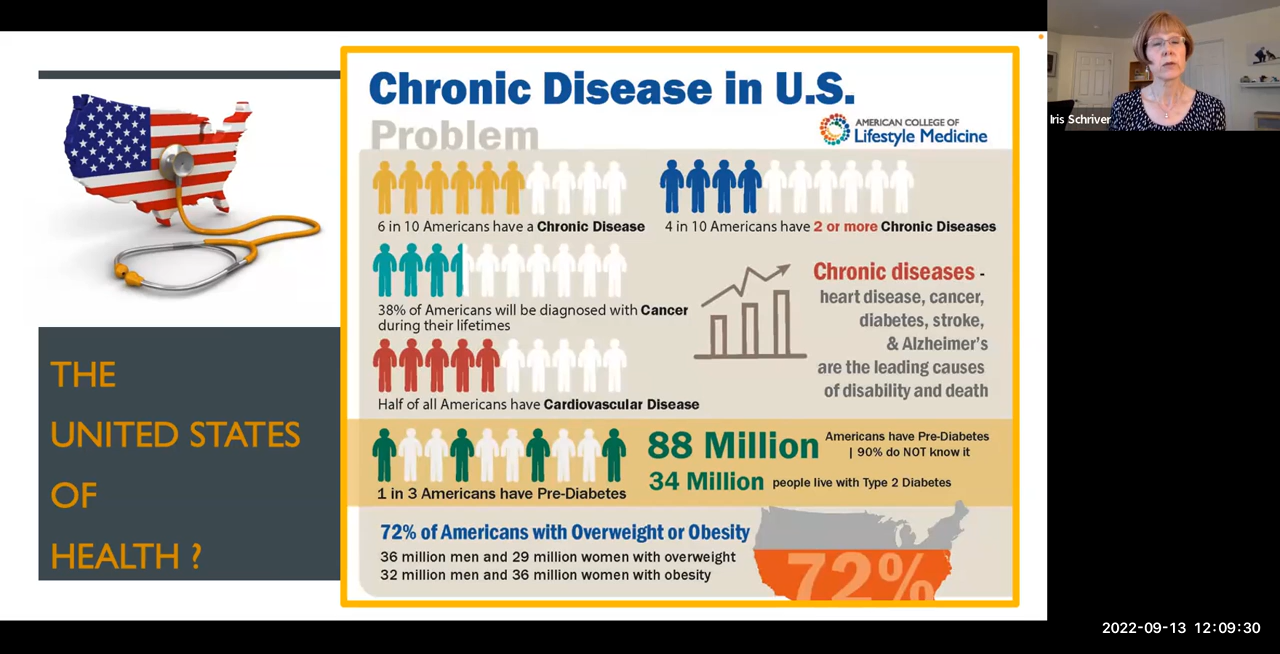 Chronic Disease in U.S.
Problem
AMERICAN COLLEGE OF
Lifestyle Medicine
6 in 10 Americans have a Chronic Disease
4 in 10 Americans have 2 or more Chronic Diseases
38% of Americans will be diagnosed with Cancer
during their lifetimes
Chronic diseases -
heart disease, cancer,
diabetes, stroke,
& Alzheimer's
are the leading causes
of disability and death
Half of all Americans have Cardiovascular Disease
1 in 3 Americans have Pre-Diabetes
88 Million Americans have Pre-Diabetes
| 90% do NOT know it
34 Million people live with Type 2 Diabetes
72% of Americans with Overweight or Obesity
36 million men and 29 million women with overweight
32 million men and 36 million women with obesity
72%
THE
UNITED STATES
OF
HEALTH ?
Iris Schriver
2022-09-13 12:09:30